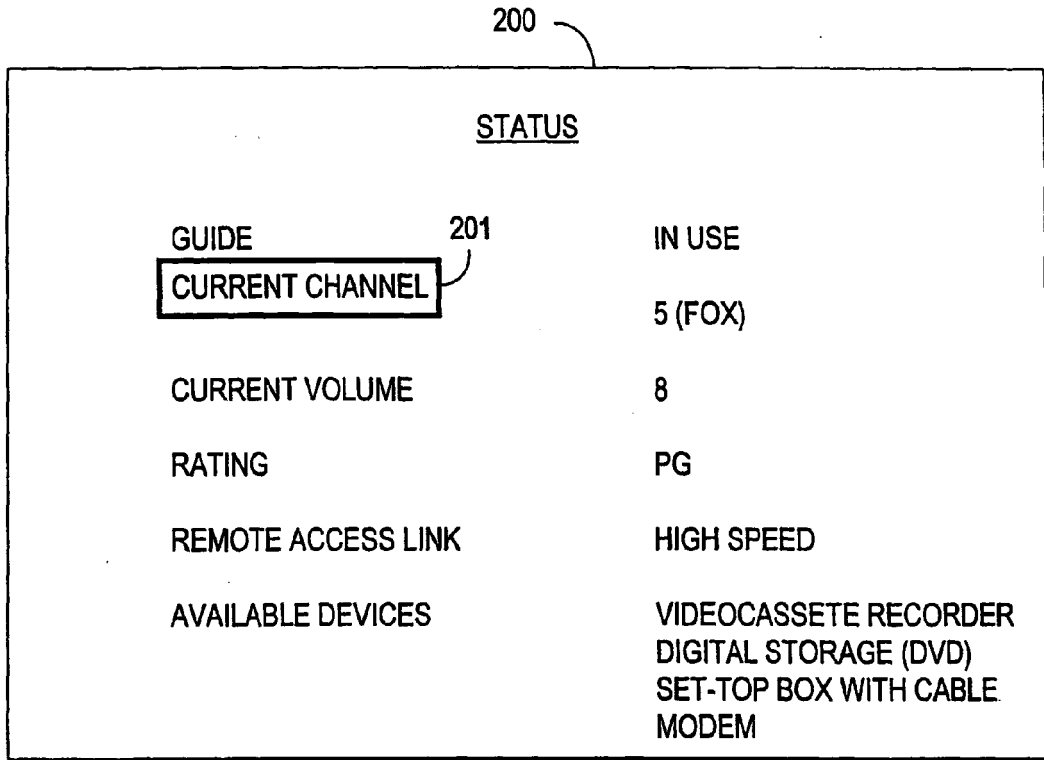 200
STATUS
GUIDE 201 IN USE
CURRENT CHANNEL
5 (FOX)
CURRENT VOLUME 8
RATING PG
REMOTE ACCESS LINK HIGH SPEED
AVAILABLE DEVICES VIDEOCASSETE RECORDER
DIGITAL STORAGE (DVD)
SET-TOP BOX WITH CABLE
MODEM